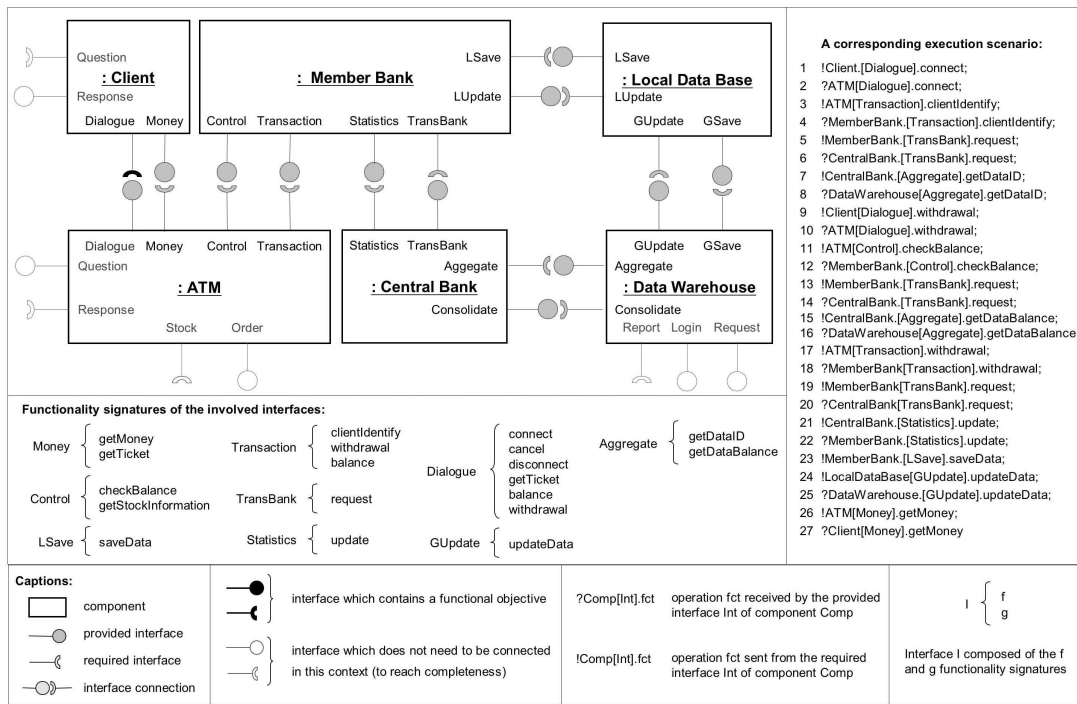 Question
: Client
Response
Dialogue Money
: Member Bank
LSave
LUpdate
Control Transaction Statistics TransBank
LSave
: Local Data Base
LUpdate
GUpdate GSave
Dialogue Money Control Transaction
Question
: ATM
Response
Stock Order
Statistics TransBank
Aggegate
: Central Bank
Consolidate
GUpdate GSave
Aggregate
: Data Warehouse
Consolidate
Report Login Request
A corresponding execution scenario:
1 !Client.[Dialogue].connect;
2 ?ATM[Dialogue].connect;
3 !ATM[Transaction].clientIdentify;
4 ?MemberBank.[Transaction].clientIdentify;
5 !MemberBank.[TransBank].request;
6 ?CentralBank.[TransBank].request;
7 !CentralBank.[Aggregate].getDataID;
8 ?DataWarehouse[Aggregate].getDataID;
9 !Client[Dialogue].withdrawal;
10 ?ATM[Dialogue].withdrawal;
11 !ATM[Control].checkBalance;
12 ?MemberBank.[Control].checkBalance;
13 !MemberBank.[TransBank].request;
14 ?CentralBank.[TransBank].request;
15 !CentralBank.[Aggregate].getDataBalance;
16 ?DataWarehouse[Aggregate].getDataBalance
17 !ATM[Transaction].withdrawal;
18 ?MemberBank[Transaction].withdrawal;
19 !MemberBank[TransBank].request;
20 ?CentralBank[TransBank].request;
21 !CentralBank.[Statistics].update;
22 ?MemberBank.[Statistics].update;
23 !MemberBank.[LSave].saveData;
24 !LocalDataBase[GUpdate].updateData;
25 ?DataWarehouse.[GUpdate].updateData;
26 !ATM[Money].getMoney;
27 ?Client[Money].getMoney
Functionality signatures of the involved interfaces:
Money
getMoney
getTicket
Control
checkBalance
getStockInformation
LSave saveData
Transaction
clientIdentify
withdrawal
balance
TransBank request
Statistics update
Dialogue
connect
cancel
disconnect
getTicket
balance
withdrawal
GUpdate updateData
Aggregate
getDataID
getDataBalance
Captions:
component
provided interface
required interface
interface connection
interface which contains a functional objective
interface which does not need to be connected
in this context (to reach completeness)
?Comp[Int].fct operation fct received by the provided
interface Int of component Comp
!Comp[Int].fct operation fct sent from the required
interface Int of component Comp
I
f
g
Interface I composed of the f
and g functionality signatures